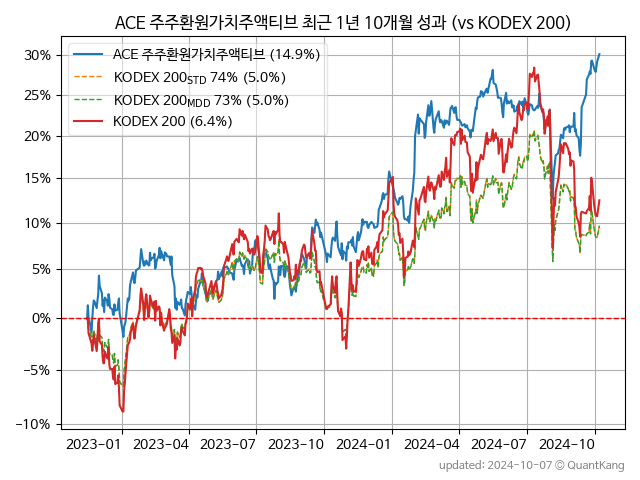 ACE 주주환원가치주액티브 최근 1년 10개월 성과 (vs KODEX 200)
ACE 주주환원가치주액티브 (14.9%)
KODEX 200STD 74% (5.0%)
KODEX 200MDD 73% (5.0%)
KODEX 200 (6.4%)
30%
25%
20%
15%
10%
5%
0%
−5%
−10%
2023-01 2023-04 2023-07 2023-10 2024-01 2024-04 2024-07 2024-10
updated: 2024-10-07 © QuantKang